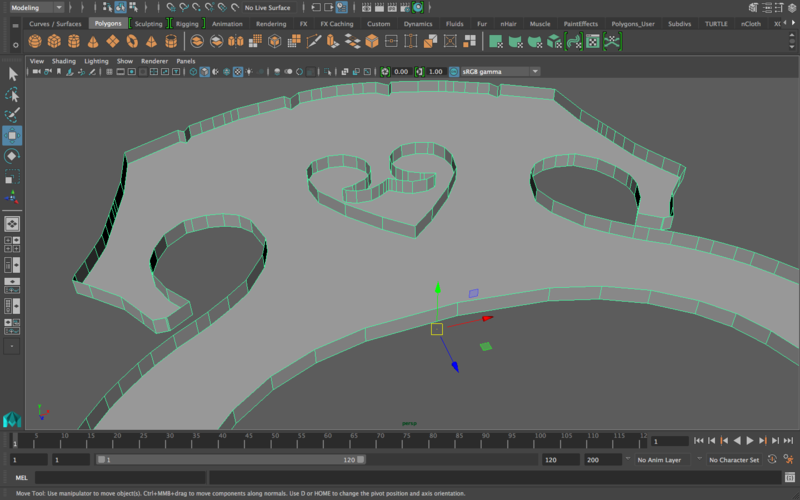 Modeling
No Live Surface
Curves / Surfaces Polygons Sculpting Rigging Animation Rendering FX FX Caching Custom Dynamics Fluids Fur nHair Muscle PaintEffects Polygons_User Subdivs TURTLE nCloth
View Shading Lighting Show Renderer Panels
0.00 1.00 sRGB gamma
persp
1 5 10 15 20 25 30 35 40 45 50 55 60 65 70 75 80 85 90 95 100 105 110 115 12 1
1 1 1 120 120 200 No Anim Layer No Character Set
MEL
Move Tool: Use manipulator to move object(s). Ctrl+MMB+drag to move components along normals. Use D or HOME to change the pivot position and axis orientation.